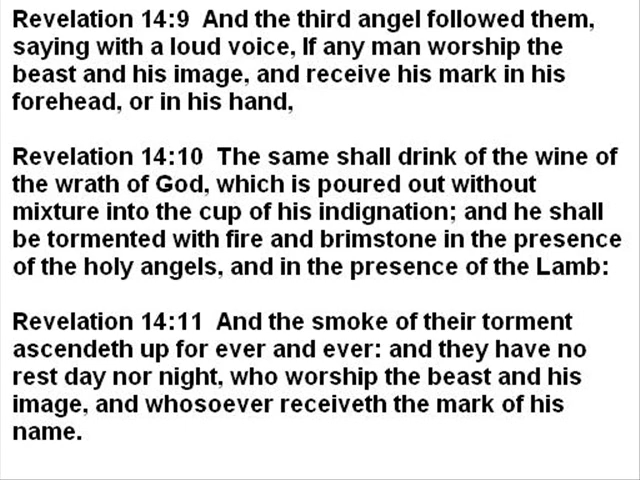 Revelation 14:9  And the third angel followed them,
saying with a loud voice, If any man worship the
beast and his image, and receive his mark in his
forehead, or in his hand,
Revelation 14:10  The same shall drink of the wine of
the wrath of God, which is poured out without
mixture into the cup of his indignation; and he shall
be tormented with fire and brimstone in the presence
of the holy angels, and in the presence of the Lamb:
Revelation 14:11  And the smoke of their torment
ascendeth up for ever and ever: and they have no
rest day nor night, who worship the beast and his
image, and whosoever receiveth the mark of his
name.